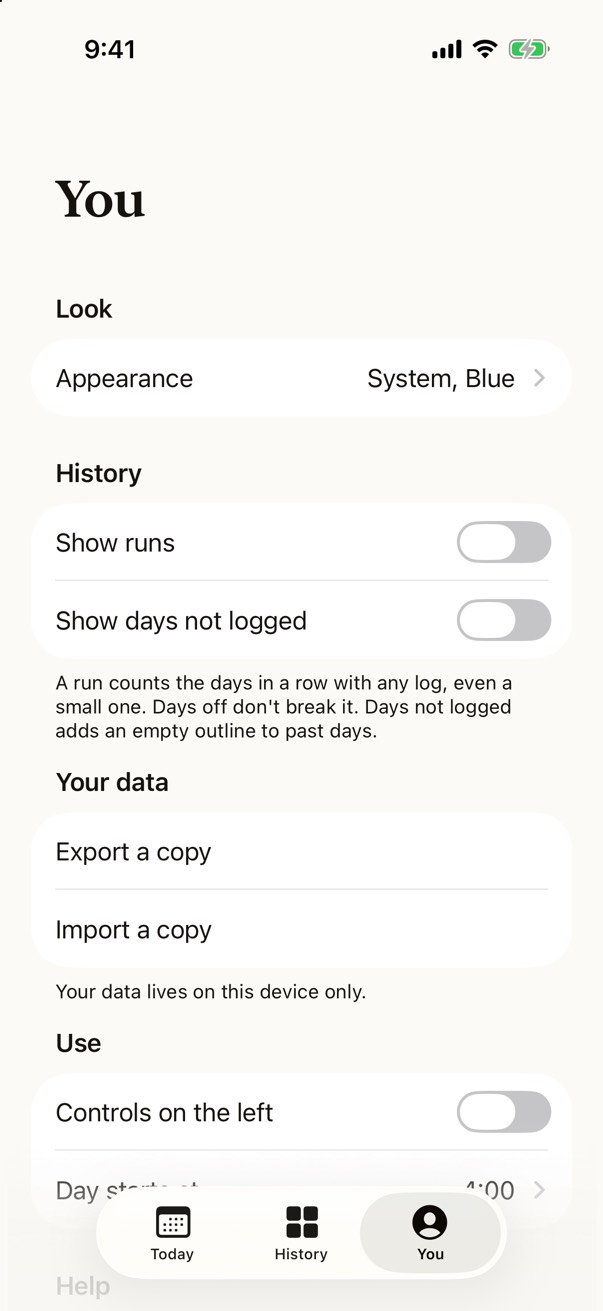 9:41
You
Look
Appearance System, Blue
History
Show runs
Show days not logged
A run counts the days in a row with any log, even a
small one. Days off don't break it. Days not logged
adds an empty outline to past days.
Your data
Export a copy
Import a copy
Your data lives on this device only.
Use
Controls on the left
Day starts at 4:00
Today
History
You
Help